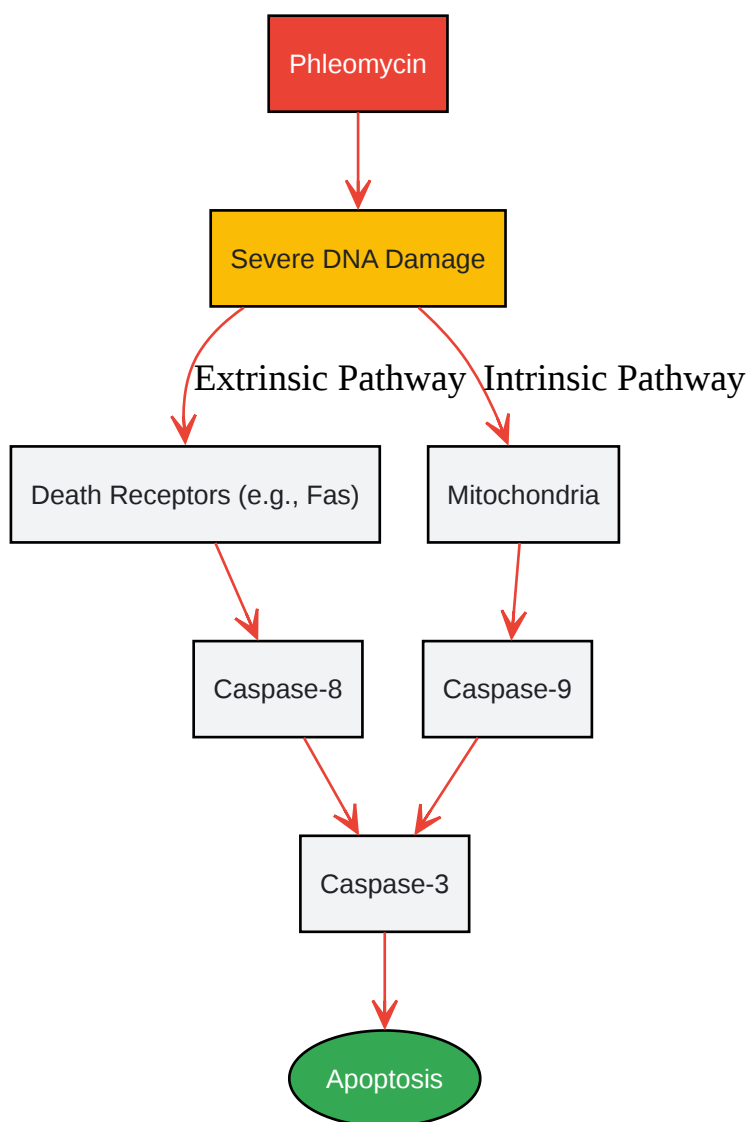 Phleomycin
Severe DNA Damage
Extrinsic Pathway
Intrinsic Pathway
Death Receptors (e.g., Fas)
Mitochondria
Caspase-8
Caspase-9
Caspase-3
Apoptosis